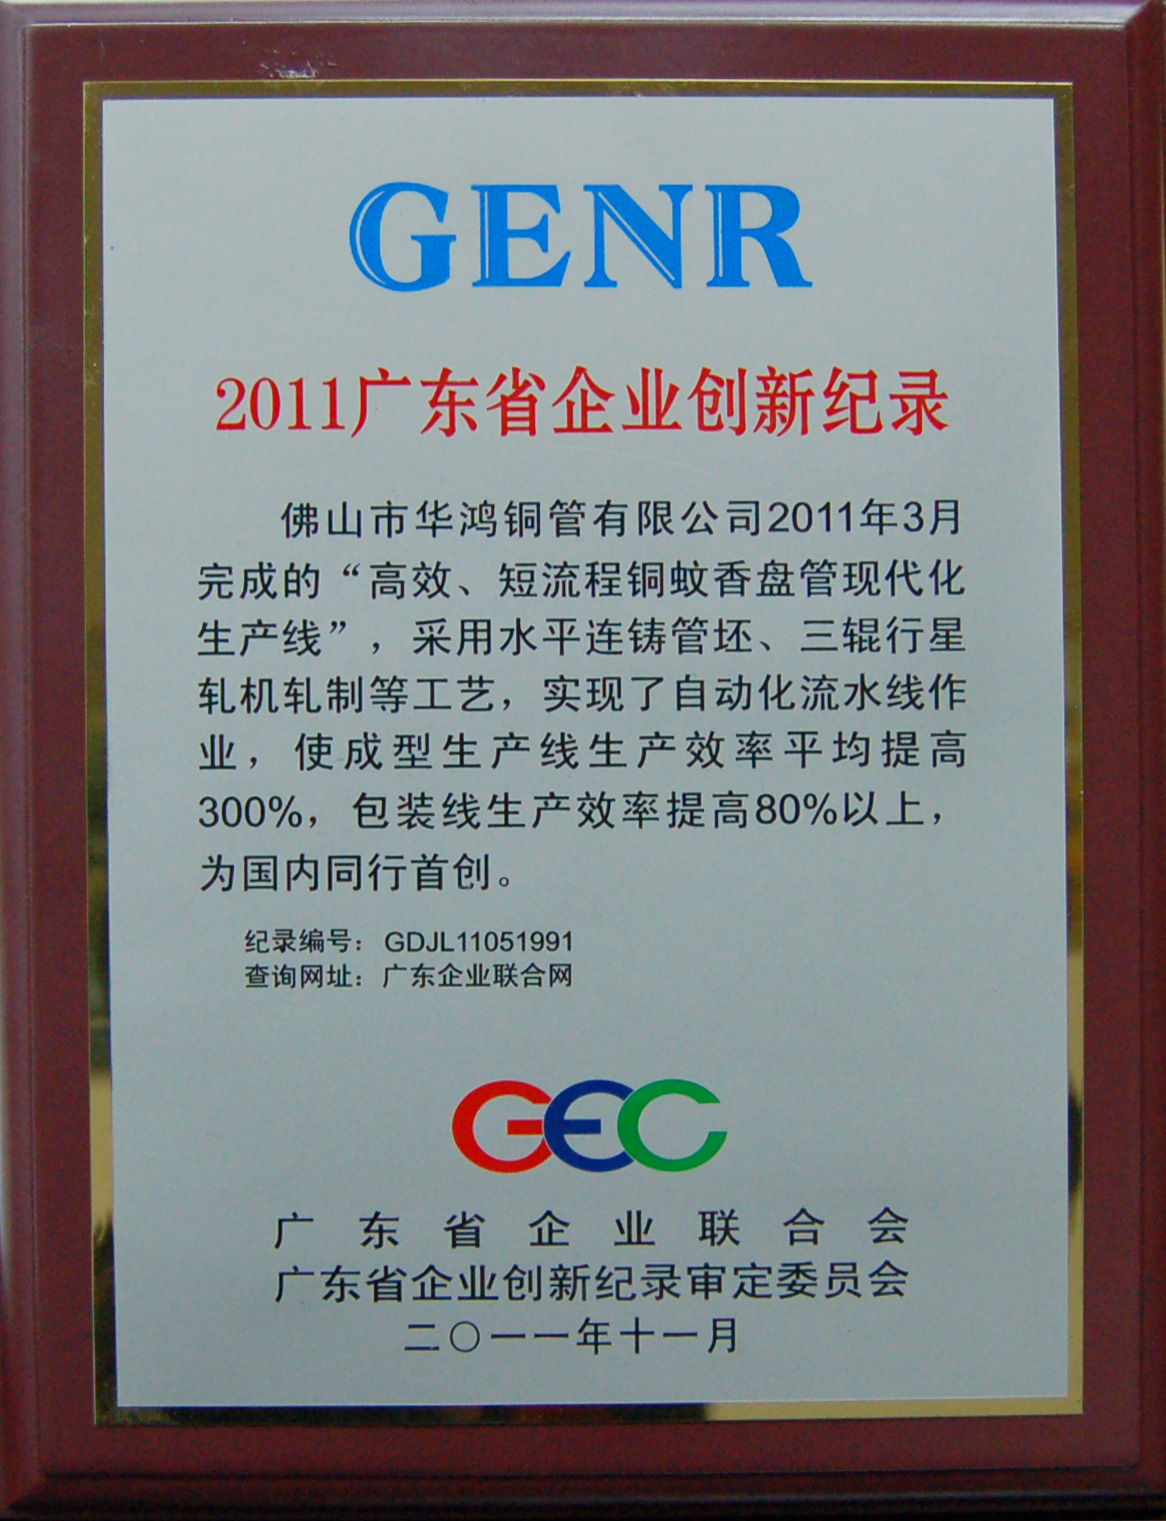 GENR
2011广东省企业创新纪录
佛山市华鸿铜管有限公司2011年3月
完成的“高效、短流程铜蚊香盘管现代化
生产线”，采用水平连铸管坯、三辊行星
轧机轧制等工艺，实现了自动化流水线作
业，使成型生产线生产效率平均提高
300%，包装线生产效率提高80%以上，
为国内同行首创。
纪录编号：GDJL11051991
查询网址：广东企业联合网
GEC
广东省企业联合会
广东省企业创新纪录审定委员会
二〇一一年十一月